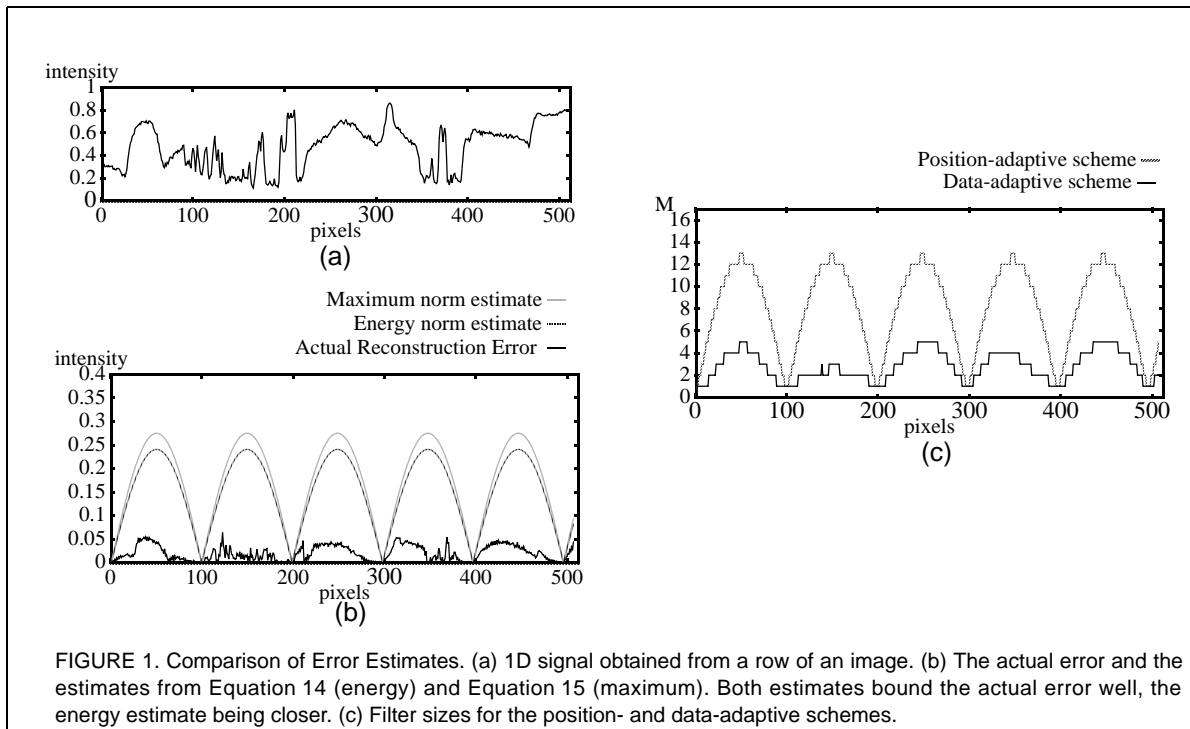 intensity
1
0.8
0.6
0.4
0.2
0
0 100 200 300 400 500
pixels
(a)
Maximum norm estimate
Energy norm estimate
Actual Reconstruction Error
intensity
0.4
0.35
0.3
0.25
0.2
0.15
0.1
0.05
0
0 100 200 300 400 500
pixels
(b)
Position-adaptive scheme
Data-adaptive scheme
M
16
14
12
10
8
6
4
2
0
0 100 200 300 400 500
pixels
(c)
FIGURE 1. Comparison of Error Estimates. (a) 1D signal obtained from a row of an image. (b) The actual error and the
estimates from Equation 14 (energy) and Equation 15 (maximum). Both estimates bound the actual error well, the
energy estimate being closer. (c) Filter sizes for the position- and data-adaptive schemes.